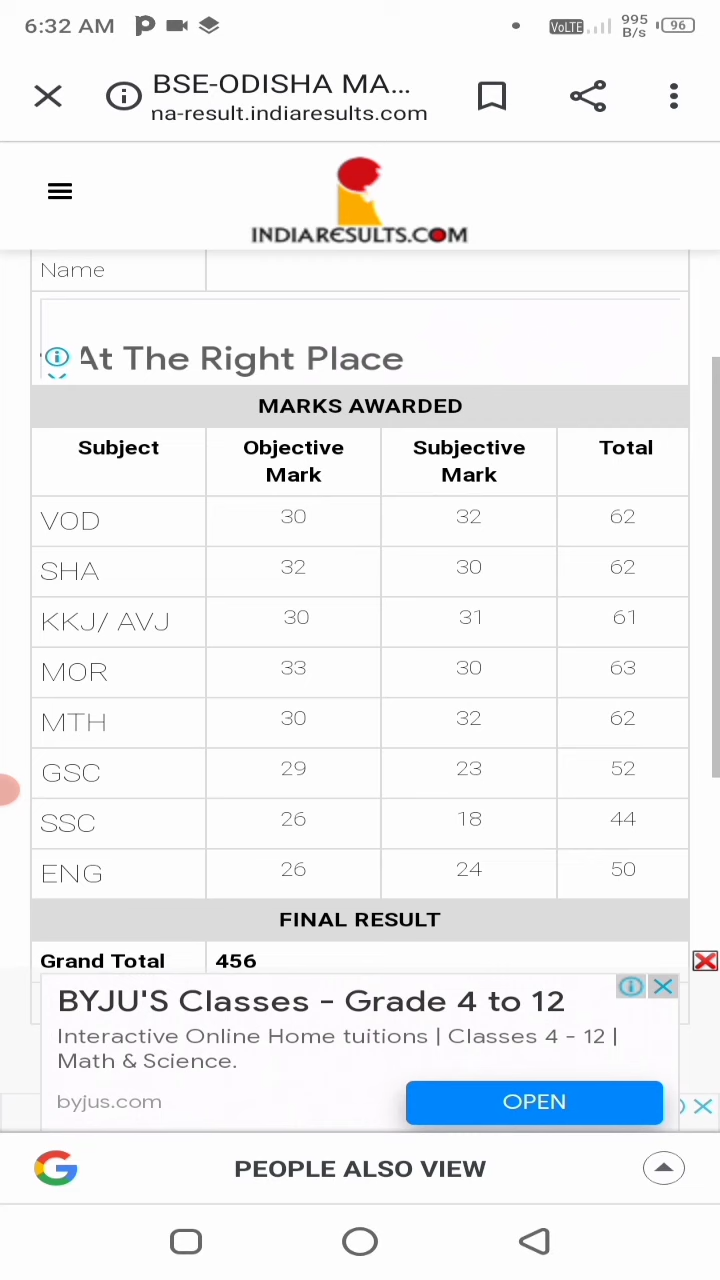 6:32 AM
VoLTE 995 B/s 96
BSE-ODISHA MA...
na-result.indiaresults.com
INDIARESULTS.COM
Name
At The Right Place
MARKS AWARDED
Subject Objective Mark Subjective Mark Total
VOD 30 32 62
SHA 32 30 62
KKJ/ AVJ 30 31 61
MOR 33 30 63
MTH 30 32 62
GSC 29 23 52
SSC 26 18 44
ENG 26 24 50
FINAL RESULT
Grand Total 456
BYJU'S Classes - Grade 4 to 12
Interactive Online Home tuitions | Classes 4 - 12 |
Math & Science.
byjus.com OPEN
PEOPLE ALSO VIEW